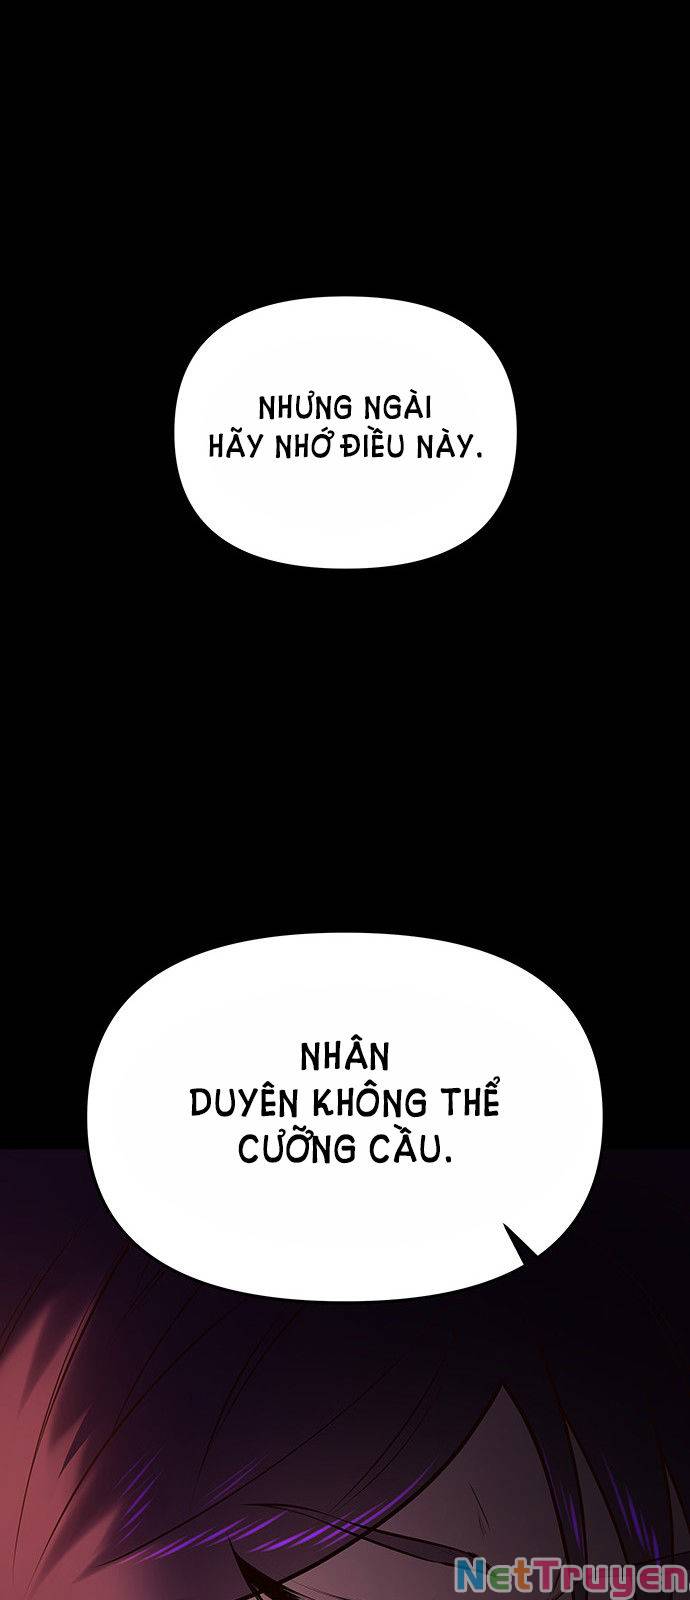 NHƯNG NGÀI
HÃY NHỚ ĐIỀU NÀY.
NHÂN
DUYÊN KHÔNG THỂ
CƯỠNG CẦU.
NetTruyen